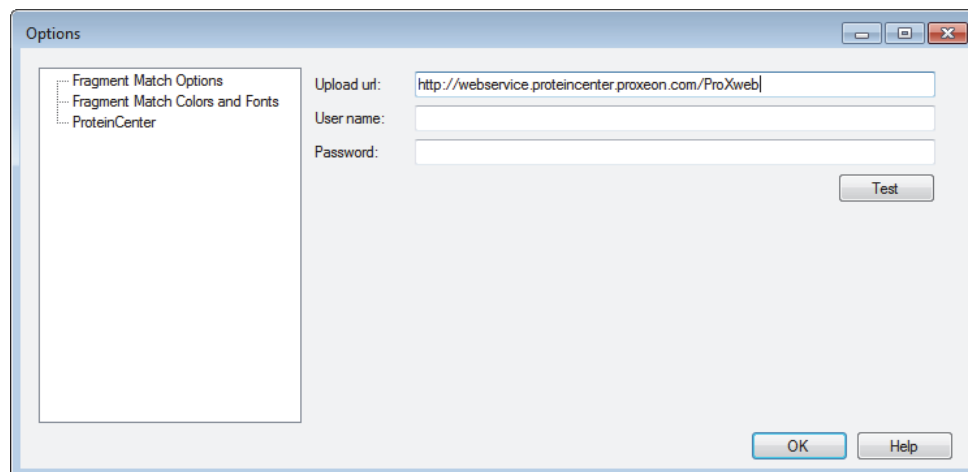 Options
Fragment Match Options
Fragment Match Colors and Fonts
ProteinCenter
Upload url: http://webservice.proteincenter.proxeon.com/ProXweb
User name:
Password:
Test
OK Help